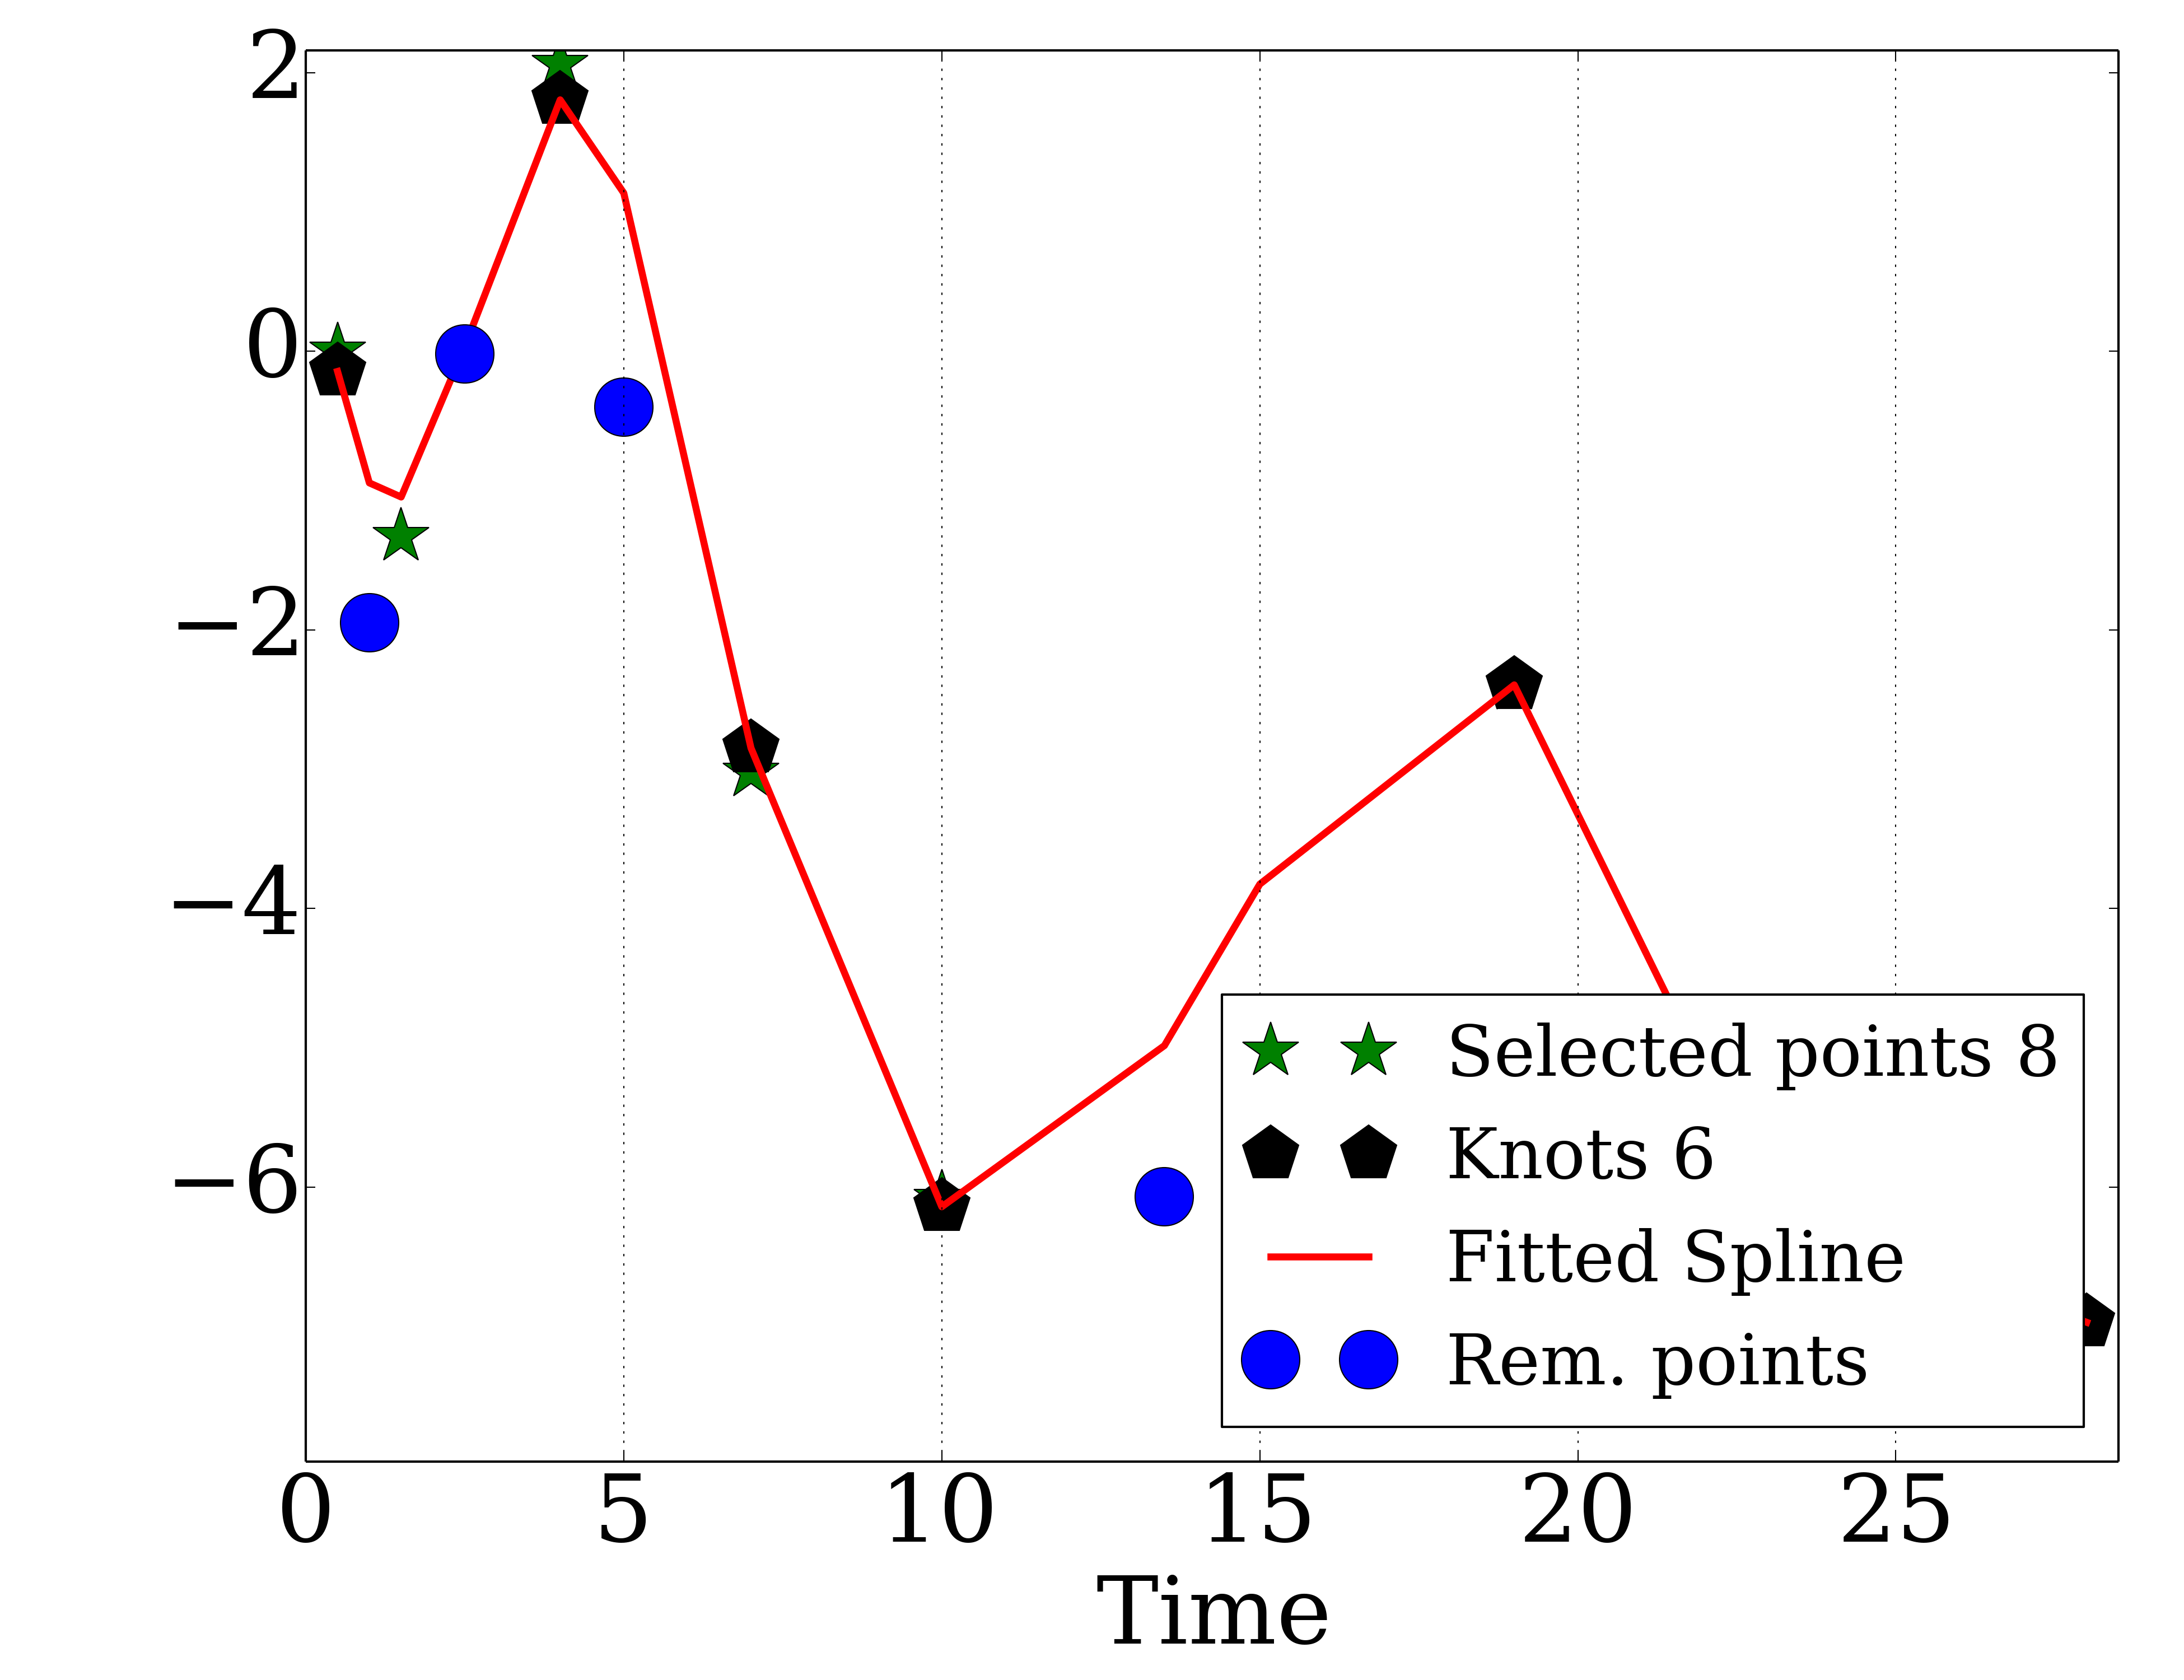 2
0
−2
−4
−6
0 5 10 15 20 25
Time
Selected points 8
Knots 6
Fitted Spline
Rem. points